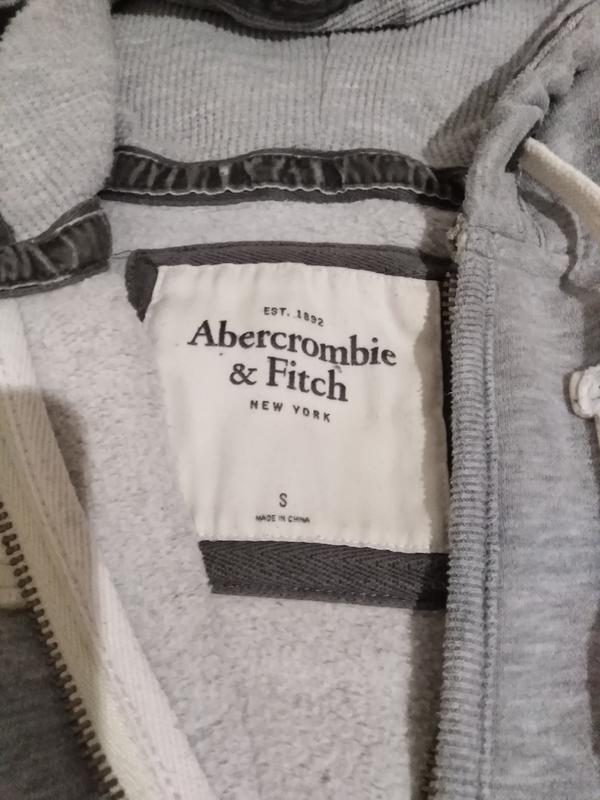 EST. 1892
Abercrombie
& Fitch
NEW YORK
S
MADE IN CHINA